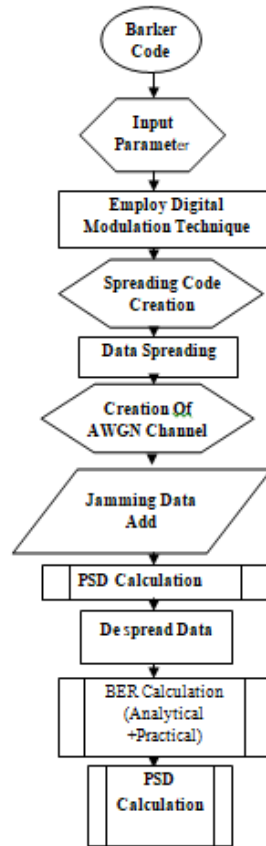 Barker
Code
Input
Parameter
Employ Digital
Modulation Technique
Spreading Code
Creation
Data Spreading
Creation Of
AWGN Channel
Jamming Data
Add
PSD Calculation
De spread Data
BER Calculation
(Analytical
+Practical)
PSD
Calculation